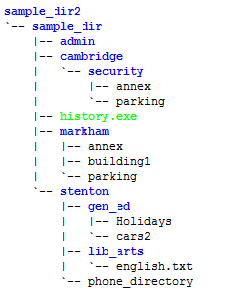 sample_dir2
`-- sample_dir
    |-- admin
    |-- cambridge
    |   `-- security
    |       |-- annex
    |       `-- parking
    |-- history.exe
    |-- markham
    |   |-- annex
    |   |-- building1
    |   `-- parking
    `-- stenton
        |-- gen_ed
        |   |-- Holidays
        |   `-- cars2
        |-- lib_arts
        |   `-- english.txt
        `-- phone_directory